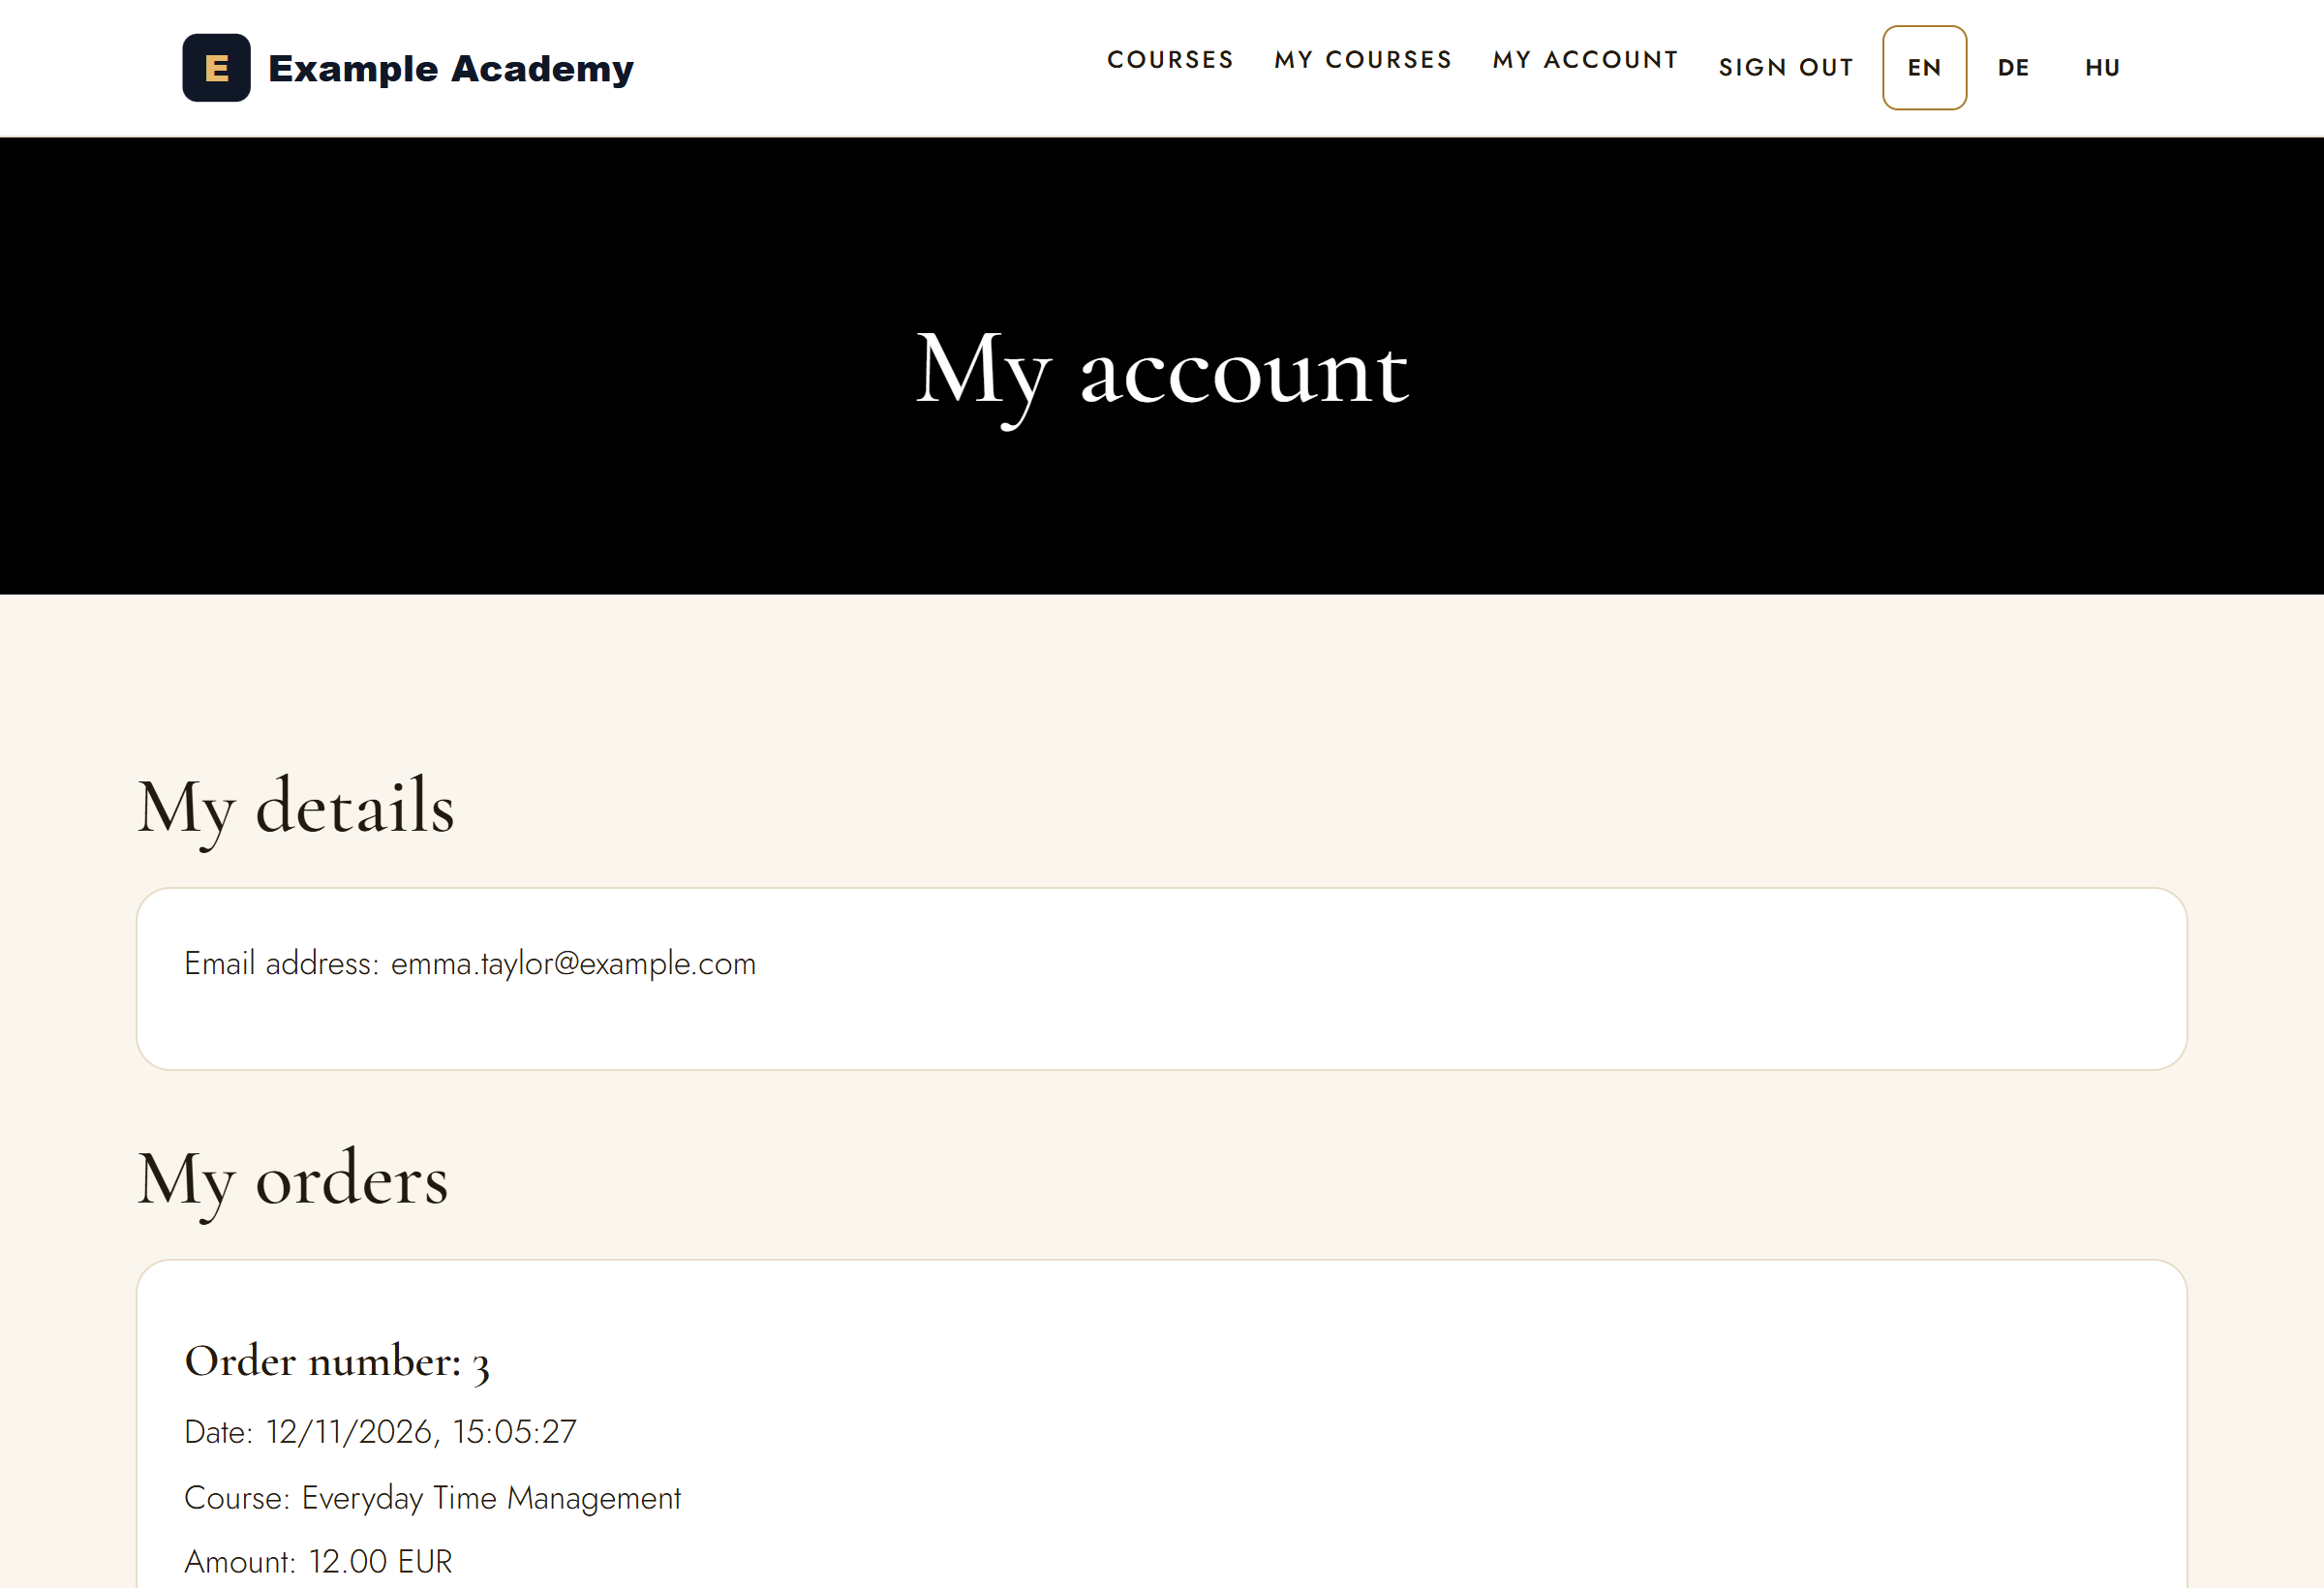 E Example Academy
COURSES MY COURSES MY ACCOUNT SIGN OUT EN DE HU
My account
My details
Email address: emma.taylor@example.com
My orders
Order number: 3
Date: 12/11/2026, 15:05:27
Course: Everyday Time Management
Amount: 12.00 EUR